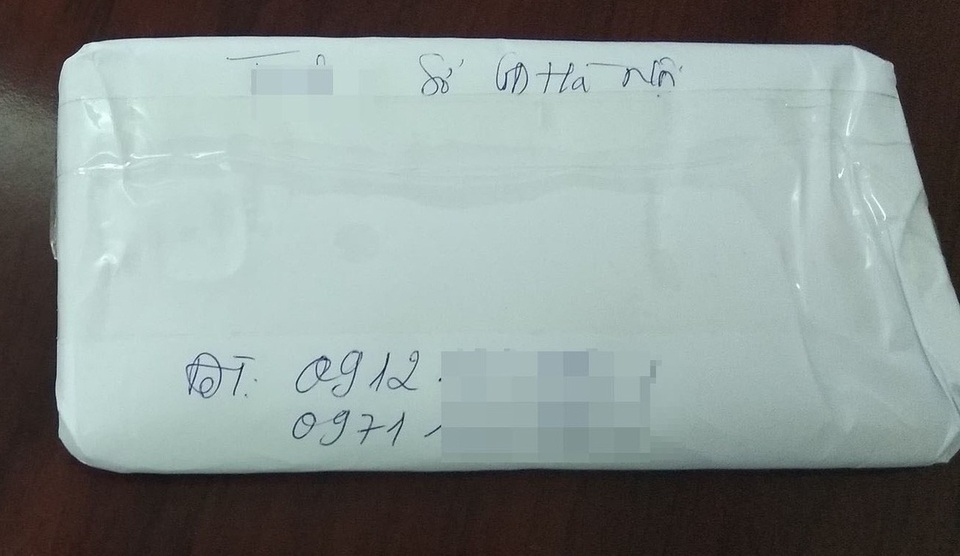 Sở GD Hà Nội
ĐT: 0912.
0971